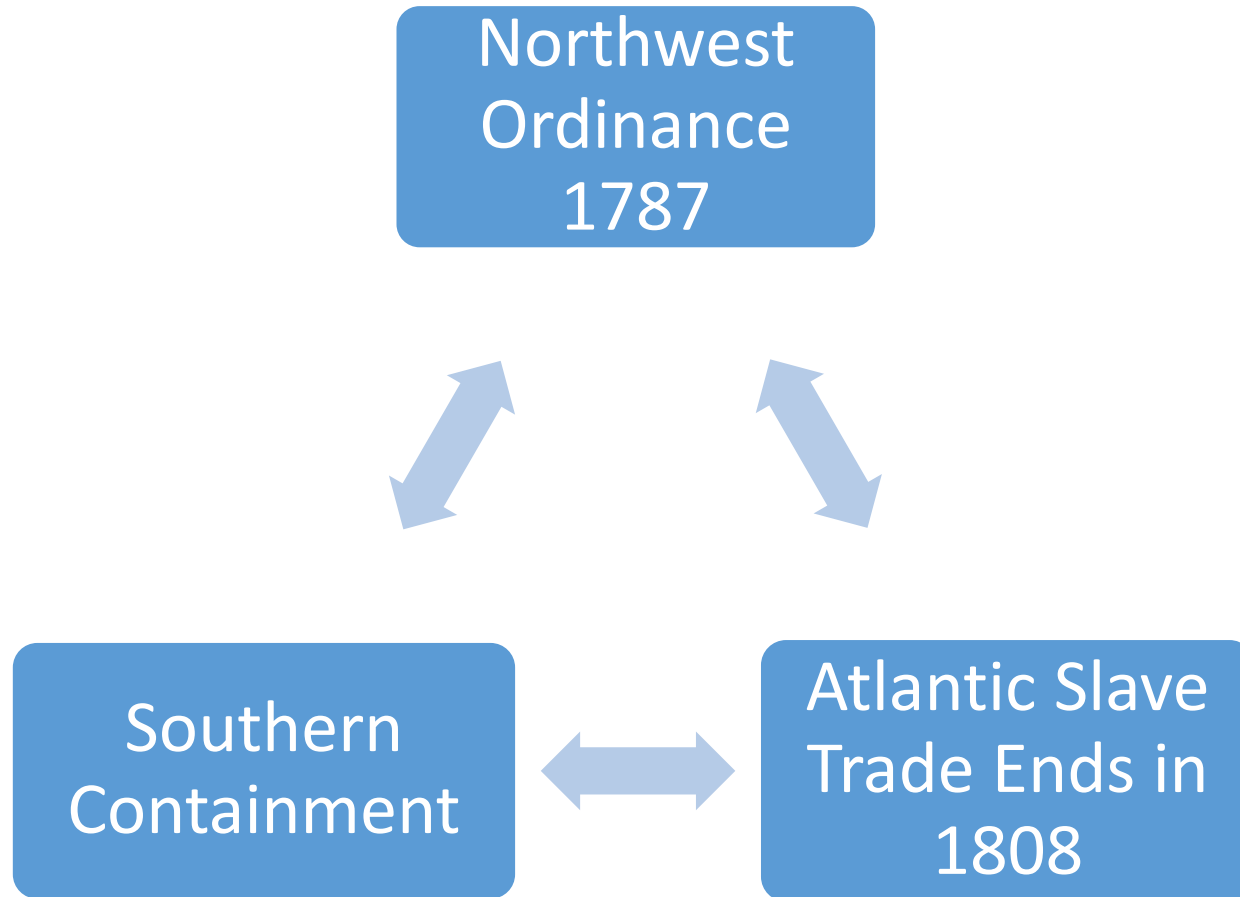 Northwest
Ordinance
1787
Southern
Containment
Atlantic Slave
Trade Ends in
1808